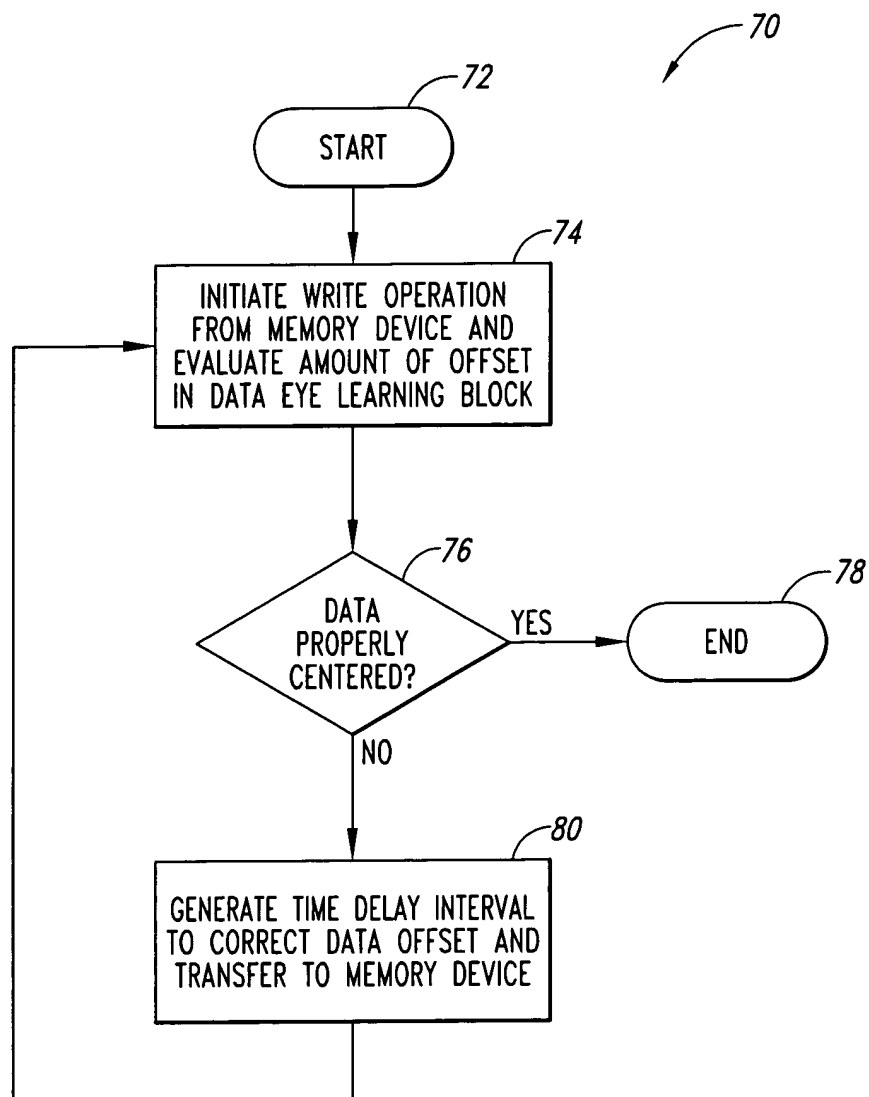 70
72
START
74
INITIATE WRITE OPERATION
FROM MEMORY DEVICE AND
EVALUATE AMOUNT OF OFFSET
IN DATA EYE LEARNING BLOCK
76
DATA
PROPERLY
CENTERED?
YES
78
END
NO
80
GENERATE TIME DELAY INTERVAL
TO CORRECT DATA OFFSET AND
TRANSFER TO MEMORY DEVICE